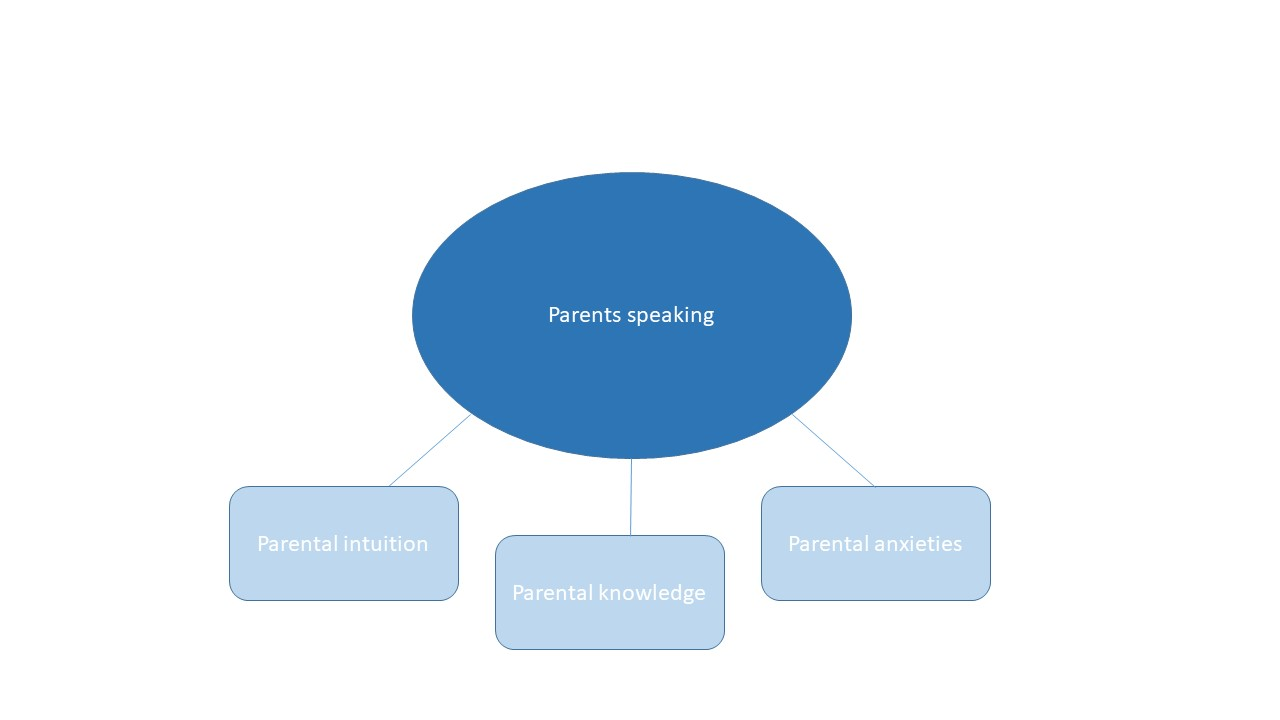 Parents speaking
Parental intuition
Parental knowledge
Parental anxieties